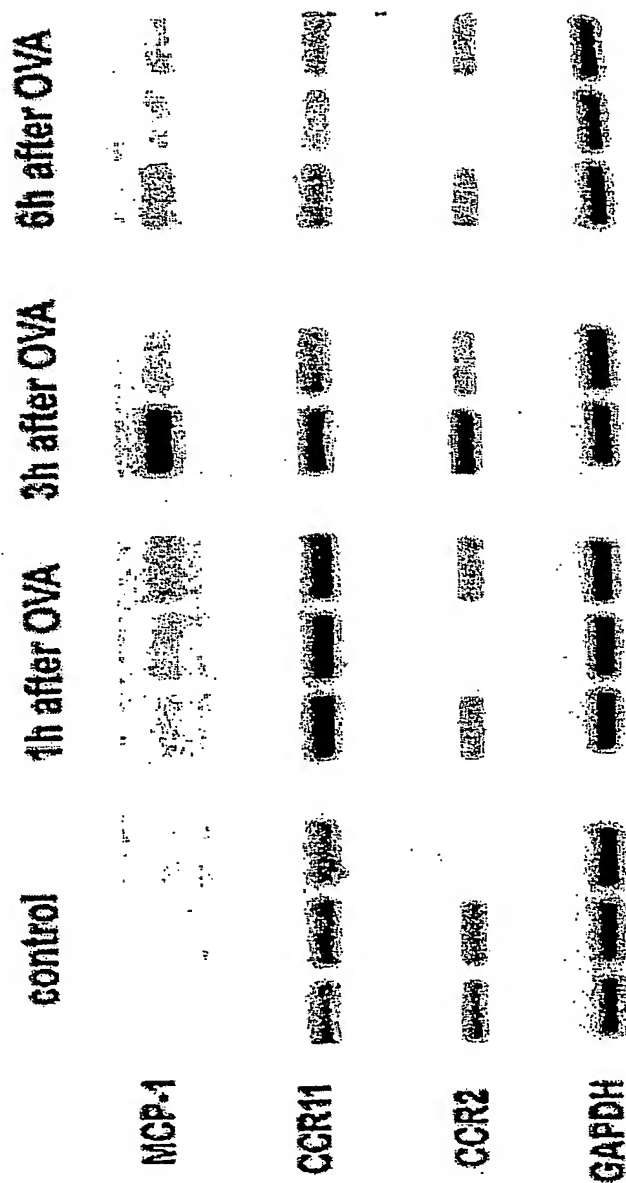 control 1h after OVA 3h after OVA 6h after OVA
MCP-1
CCR11
CCR2
GAPDH